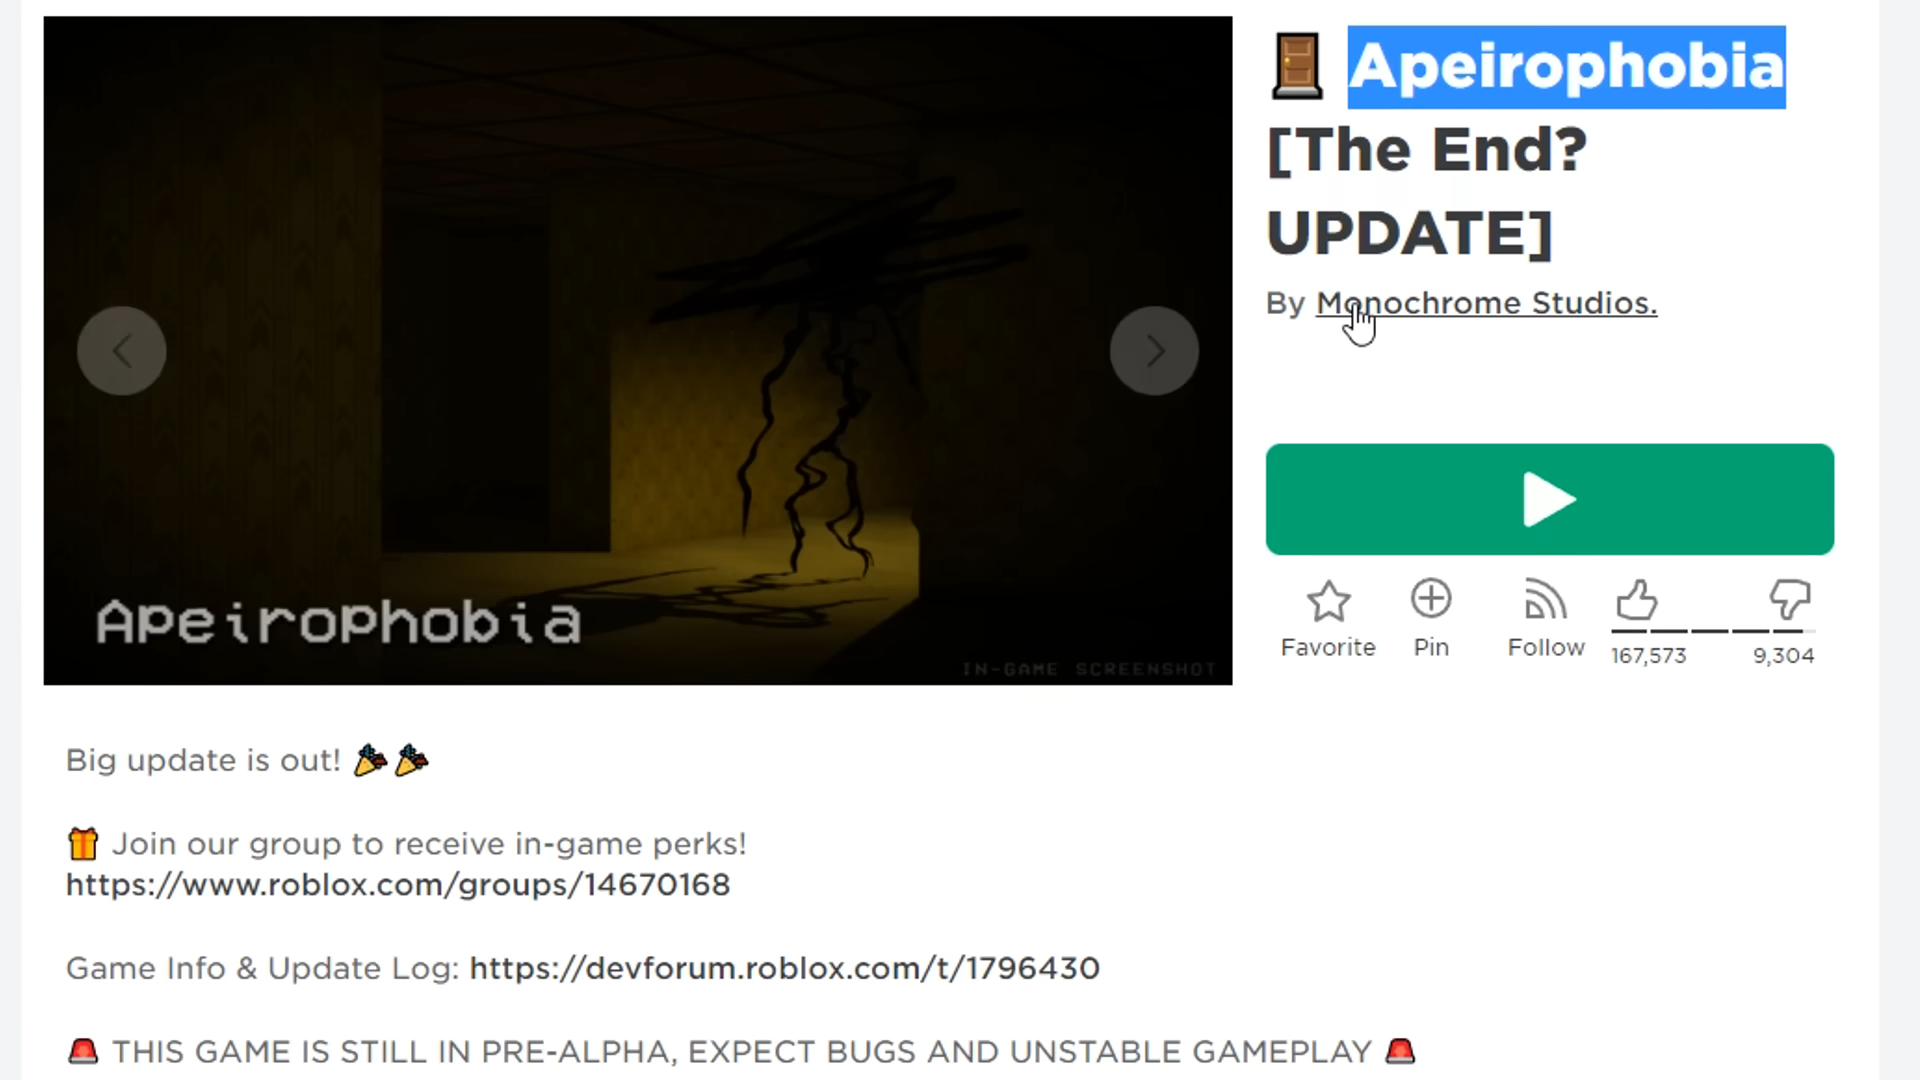 Apeirophobia
[The End?
UPDATE]
By Monochrome Studios.
Apeirophobia
IN-GAME SCREENSHOT
Favorite
Pin
Follow
167,573
9,304
Big update is out! 🎉🎉
🎁 Join our group to receive in-game perks!
https://www.roblox.com/groups/14670168
Game Info & Update Log: https://devforum.roblox.com/t/1796430
🚨 THIS GAME IS STILL IN PRE-ALPHA, EXPECT BUGS AND UNSTABLE GAMEPLAY 🚨